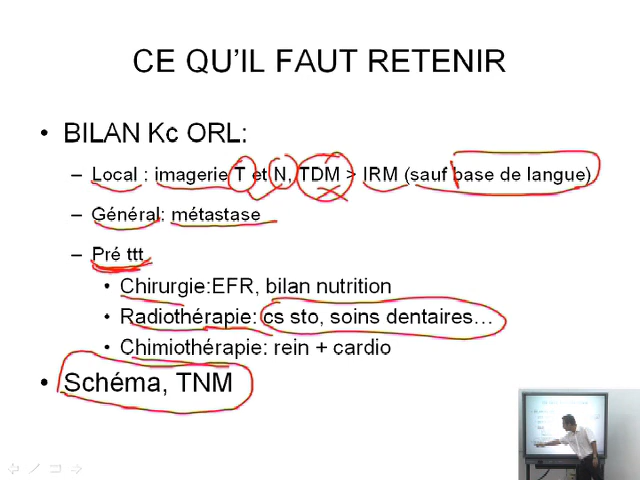 CE QU'IL FAUT RETENIR
• BILAN Kc ORL:
– Local : imagerie T et N, TDM > IRM (sauf base de langue)
– Général: métastase
– Pré ttt
• Chirurgie:EFR, bilan nutrition
• Radiothérapie: cs sto, soins dentaires…
• Chimiothérapie: rein + cardio
• Schéma, TNM